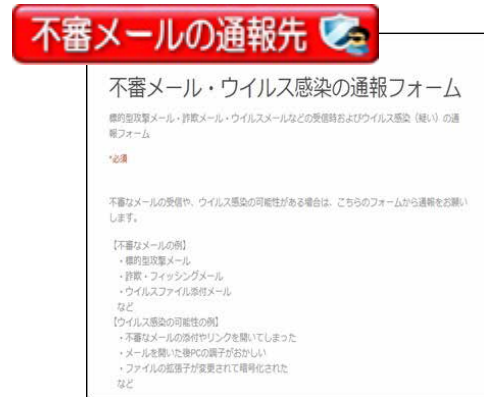 不審メールの通報先
不審メール・ウイルス感染の通報フォーム
標的型攻撃メール・詐欺メール・ウイルスメールなどの受信時およびウイルス感染（疑い）の通
報フォーム
*必須
不審なメールの受信や、ウイルス感染の可能性がある場合は、こちらのフォームから通報をお願い
します。
【不審なメールの例】
・標的型攻撃メール
・詐欺・フィッシングメール
・ウイルスファイル添付メール
など
【ウイルス感染の可能性の例】
・不審なメールの添付やリンクを開いてしまった
・メールを開いた後PCの調子がおかしい
・ファイルの拡張子が変更されて暗号化された
など